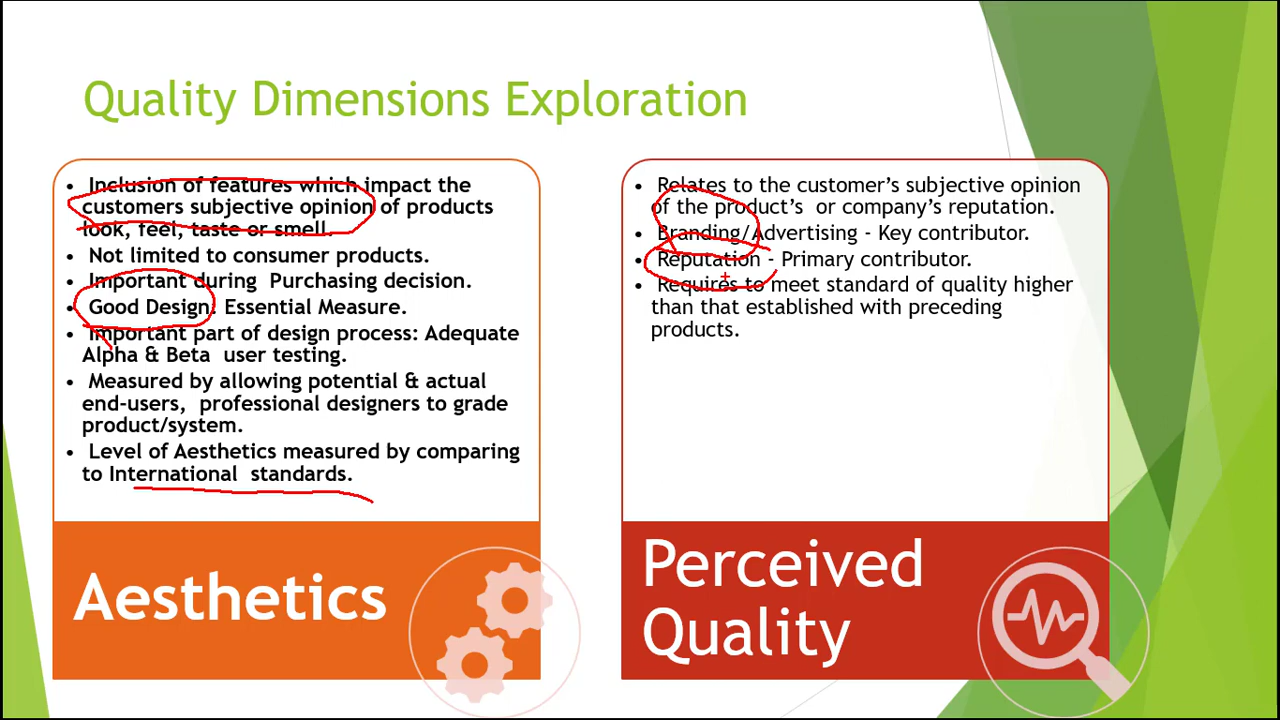 Quality Dimensions Exploration
• Inclusion of features which impact the
customers subjective opinion of products
look, feel, taste or smell.
• Not limited to consumer products.
• Important during Purchasing decision.
• Good Design: Essential Measure.
• Important part of design process: Adequate
Alpha & Beta user testing.
• Measured by allowing potential & actual
end-users, professional designers to grade
product/system.
• Level of Aesthetics measured by comparing
to International standards.
Aesthetics
• Relates to the customer's subjective opinion
of the product's or company's reputation.
• Branding/Advertising - Key contributor.
• Reputation - Primary contributor.
• Requires to meet standard of quality higher
than that established with preceding
products.
Perceived
Quality